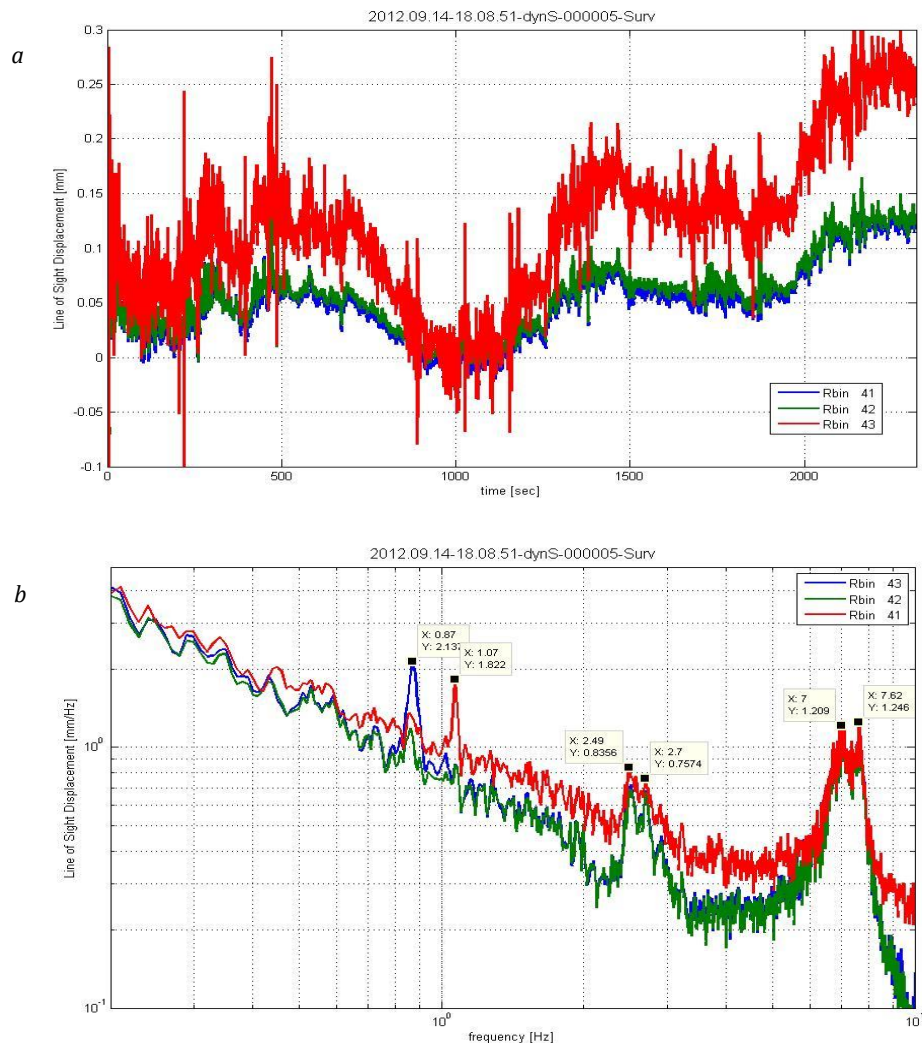 a
2012.09.14-18.08.51-dynS-000005-Surv
Line of Sight Displacement [mm]
0.3
0.25
0.2
0.15
0.1
0.05
0
-0.05
-0.1
0
500
1000
1500
2000
time [sec]
Rbin 41
Rbin 42
Rbin 43
b
2012.09.14-18.08.51-dynS-000005-Surv
Line of Sight Displacement [mm/Hz]
10⁰
10⁻¹
X: 0.87
Y: 2.137
X: 1.07
Y: 1.822
X: 2.49
Y: 0.8356
X: 2.7
Y: 0.7574
X: 7
Y: 1.209
X: 7.62
Y: 1.246
Rbin 43
Rbin 42
Rbin 41
10⁰
frequency [Hz]